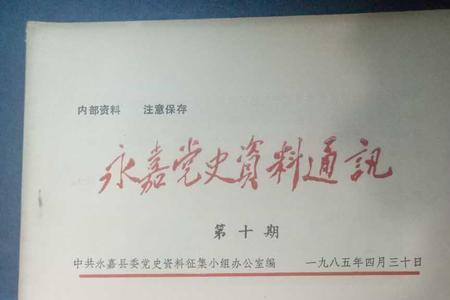 内部资料 注意保存
永嘉党史資料通訊
第十期
中共永嘉县委党史资料征集小组办公室编 一九八五年四月三十日